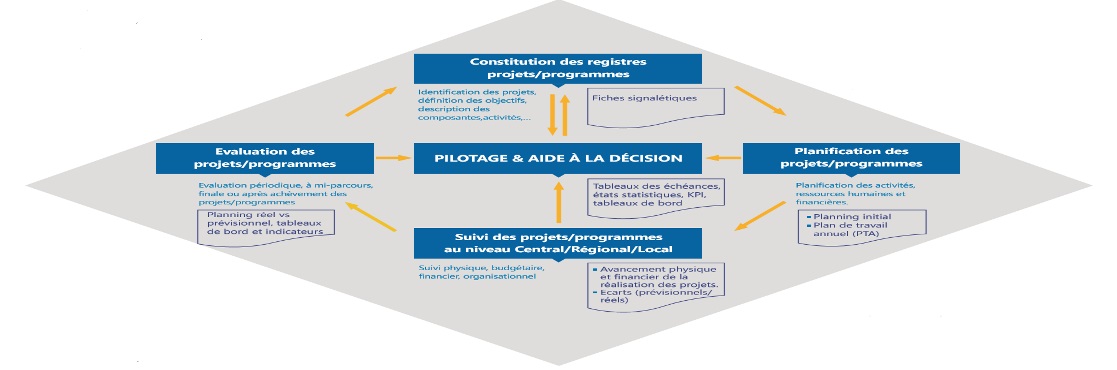 Constitution des registres
projets/programmes
Identification des projets,
définition des objectifs,
description des
composantes,activités,...
Fiches signalétiques
Evaluation des
projets/programmes
Evaluation périodique, à mi-parcours,
finale ou après achèvement des
projets/programmes
Planning réel vs
prévisionnel, tableaux
de bord et indicateurs
PILOTAGE & AIDE À LA DÉCISION
Tableaux des échéances,
états statistiques, KPI,
tableaux de bord
Planification des
projets/programmes
Planification des activités,
ressources humaines et
financières.
Planning initial
Plan de travail
annuel (PTA)
Suivi des projets/programmes
au niveau Central/Régional/Local
Suivi physique, budgétaire,
financier, organisationnel
Avancement physique
et financier de la
réalisation des projets.
Ecarts (prévisionnels/
réels)